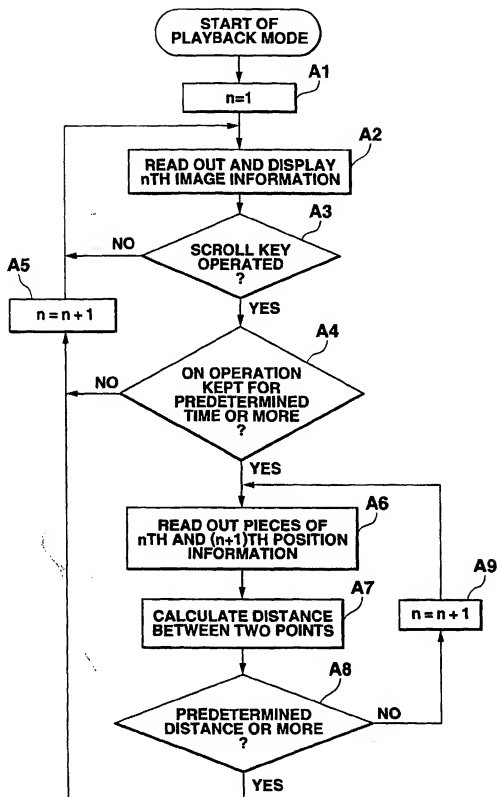 START OF
PLAYBACK MODE
A1
n=1
A2
READ OUT AND DISPLAY
nTH IMAGE INFORMATION
A3
NO
SCROLL KEY
OPERATED
?
A5
n=n+1
YES
A4
NO
ON OPERATION
KEPT FOR
PREDETERMINED
TIME OR MORE
?
YES
A6
READ OUT PIECES OF
nTH AND (n+1)TH POSITION
INFORMATION
A9
n=n+1
A7
CALCULATE DISTANCE
BETWEEN TWO POINTS
A8
PREDETERMINED
DISTANCE OR MORE
?
NO
YES